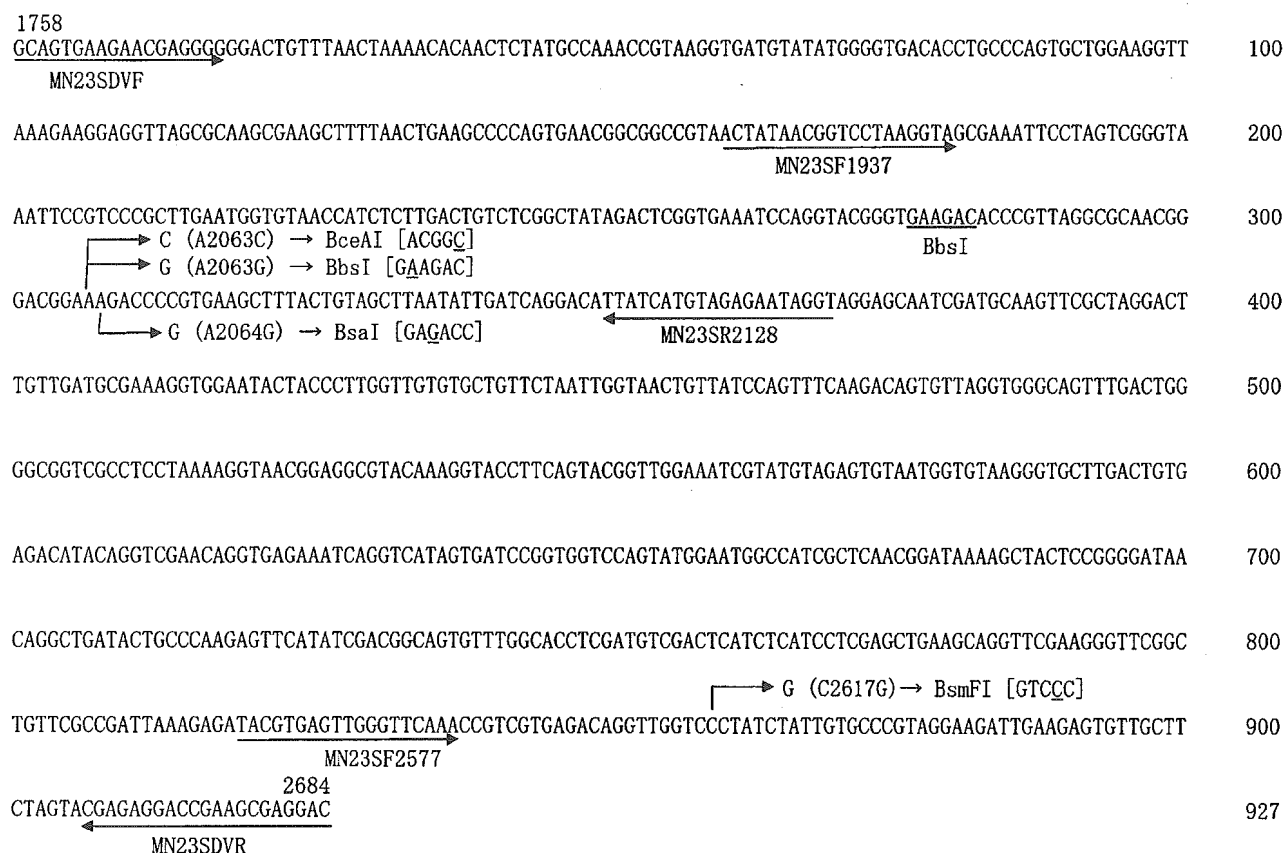 1758
GCAGTGAAGAACGAGGGGGGACTGTTTAACTAAAACACAACTCTATGCCAAACCGTAAGGTGATGTATATGGGGTGACACCTGCCCAGTGCTGGAAGGTT 100
MN23SDVF
AAAGAAGGAGGTTAGCGCAAGCGAAGCTTTTAACTGAAGCCCCAGTGAACGGCGGCCGTAACTATAACGGTCCTAAGGTAGCGAAATTCCTAGTCGGGTA 200
MN23SF1937
AATTCCGTCCCGCTTGAATGGTGTAACCATCTCTTGACTGTCTCGGCTATAGACTCGGTGAAATCCAGGTACGGGTGAAGACACCCGTTAGGCGCAACGG 300
C (A2063C) → BceAI [ACGGC]
G (A2063G) → BbsI [GAAGAC]
BbsI
GACGGAAAGACCCCGTGAAGCTTTACTGTAGCTTAATATTGATCAGGACATTATCATGTAGAGAATAGGTAGGAGCAATCGATGCAAGTTCGCTAGGACT 400
G (A2064G) → BsaI [GAGACC]
MN23SR2128
TGTTGATGCGAAAGGTGGAATACTACCCTTGGTTGTGTGCTGTTCTAATTGGTAACTGTTATCCAGTTTCAAGACAGTGTTAGGTGGGCAGTTTGACTGG 500
GGCGGTCGCCTCCTAAAAGGTAACGGAGGCGTACAAAGGTACCTTCAGTACGGTTGGAAATCGTATGTAGAGTGTAATGGTGTAAGGGTGCTTGACTGTG 600
AGACATACAGGTCGAACAGGTGAGAAATCAGGTCATAGTGATCCGGTGGTCCAGTATGGAATGGCCATCGCTCAACGGATAAAAGCTACTCCGGGGATAA 700
CAGGCTGATACTGCCCAAGAGTTCATATCGACGGCAGTGTTTGGCACCTCGATGTCGACTCATCTCATCCTCGAGCTGAAGCAGGTTCGAAGGGTTCGGC 800
G (C2617G) → BsmFI [GTCCC]
TGTTCGCCGATTAAAGAGATACGTGAGTTGGGTTCAAACCGTCGTGAGACAGGTTGGTCCCTATCTATTGTGCCCGTAGGAAGATTGAAGAGTGTTGCTT 900
MN23SF2577
2684
CTAGTACGAGAGGACCGAAGCGAGGAC 927
MN23SDVR